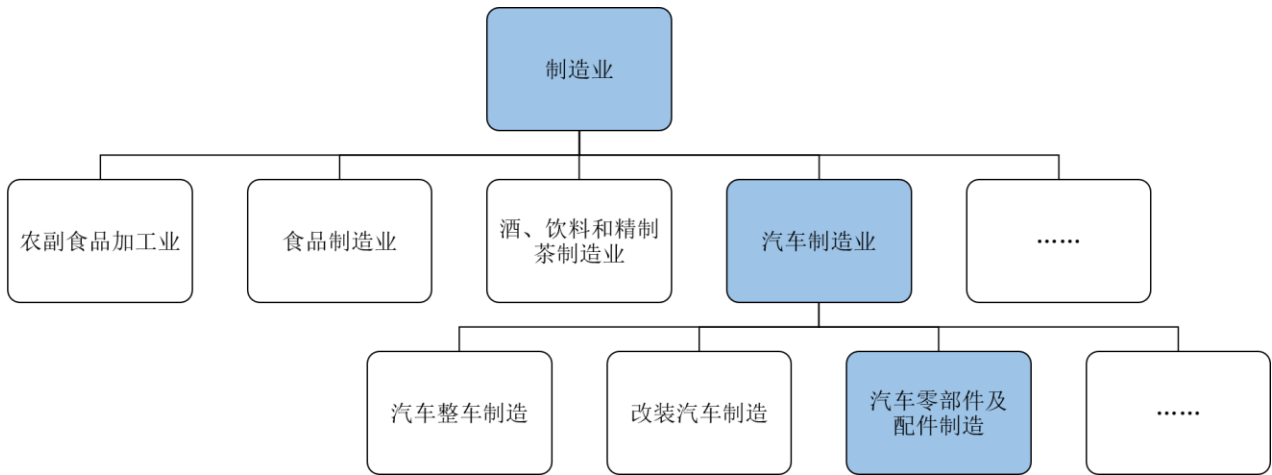 制造业
农副食品加工业
食品制造业
酒、饮料和精制
茶制造业
汽车制造业
……
汽车整车制造
改装汽车制造
汽车零部件及
配件制造
……